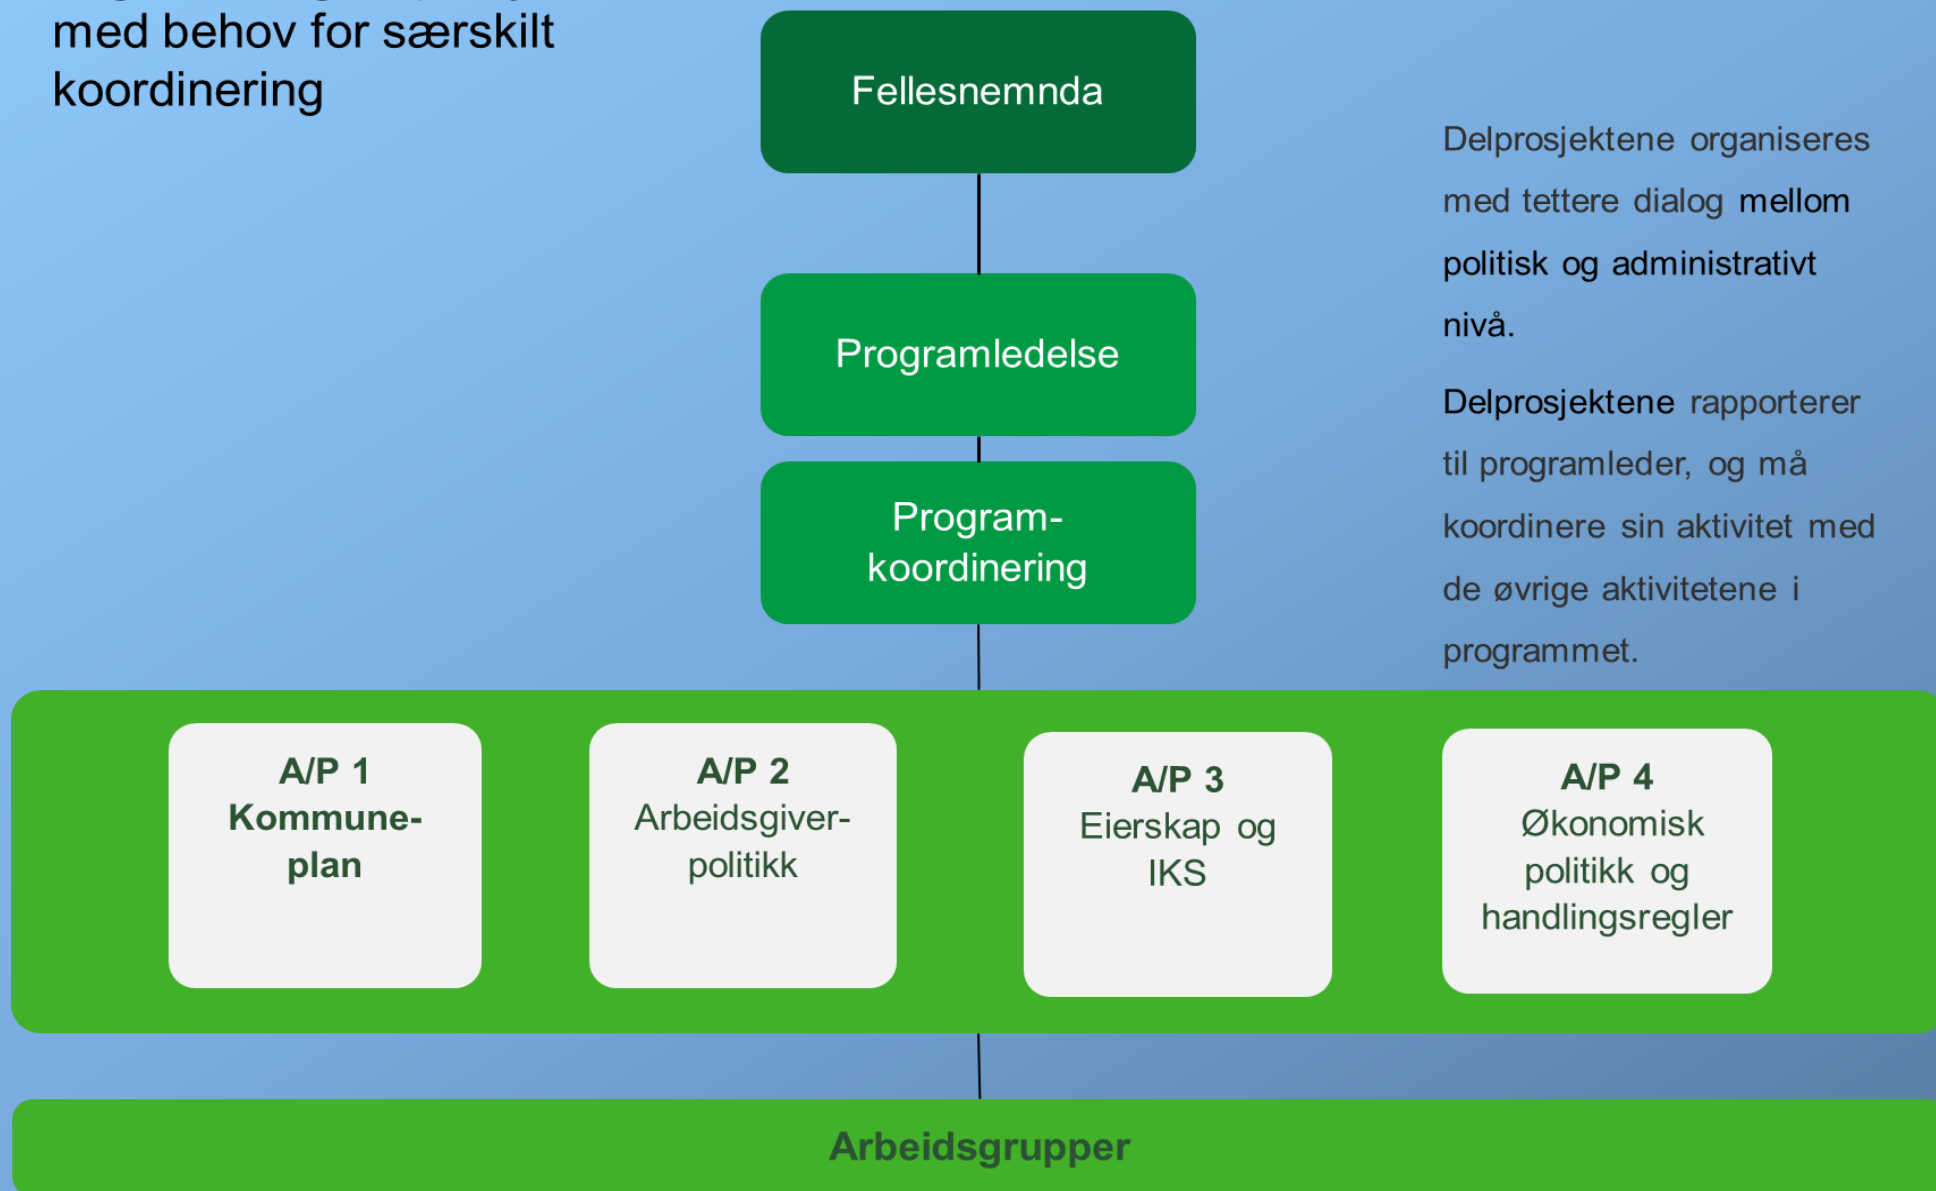 med behov for særskilt
koordinering
Fellesnemnda
Programledelse
Program-
koordinering
Delprosjektene organiseres
med tettere dialog mellom
politisk og administrativt
nivå.
Delprosjektene rapporterer
til programleder, og må
koordinere sin aktivitet med
de øvrige aktivitetene i
programmet.
A/P 1
Kommune-
plan
A/P 2
Arbeidsgiver-
politikk
A/P 3
Eierskap og
IKS
A/P 4
Økonomisk
politikk og
handlingsregler
Arbeidsgrupper